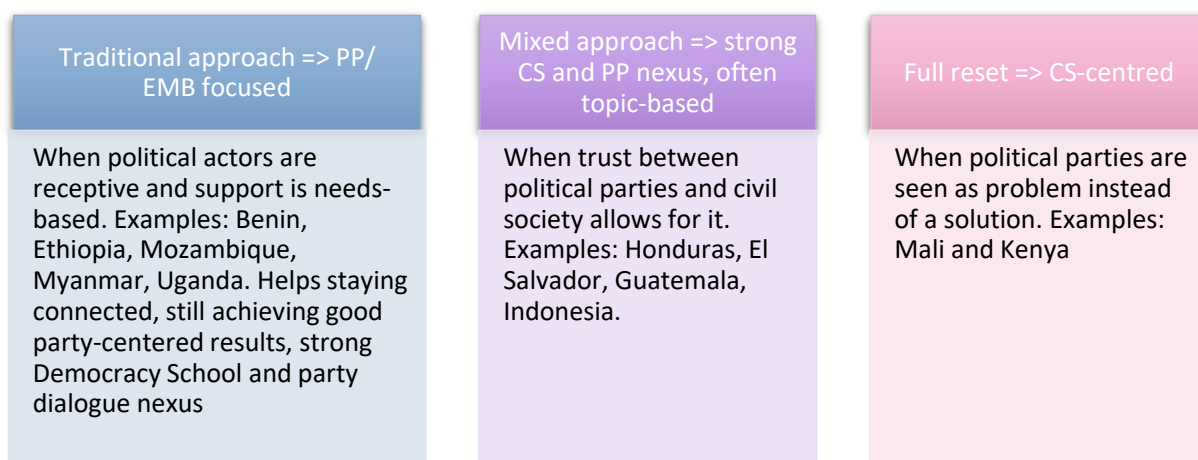 Traditional approach => PP/
EMB focused
When political actors are
receptive and support is needs-
based. Examples: Benin,
Ethiopia, Mozambique,
Myanmar, Uganda. Helps staying
connected, still achieving good
party-centered results, strong
Democracy School and party
dialogue nexus
Mixed approach => strong
CS and PP nexus, often
topic-based
When trust between
political parties and civil
society allows for it.
Examples: Honduras, El
Salvador, Guatemala,
Indonesia.
Full reset => CS-centred
When political parties are
seen as problem instead
of a solution. Examples:
Mali and Kenya